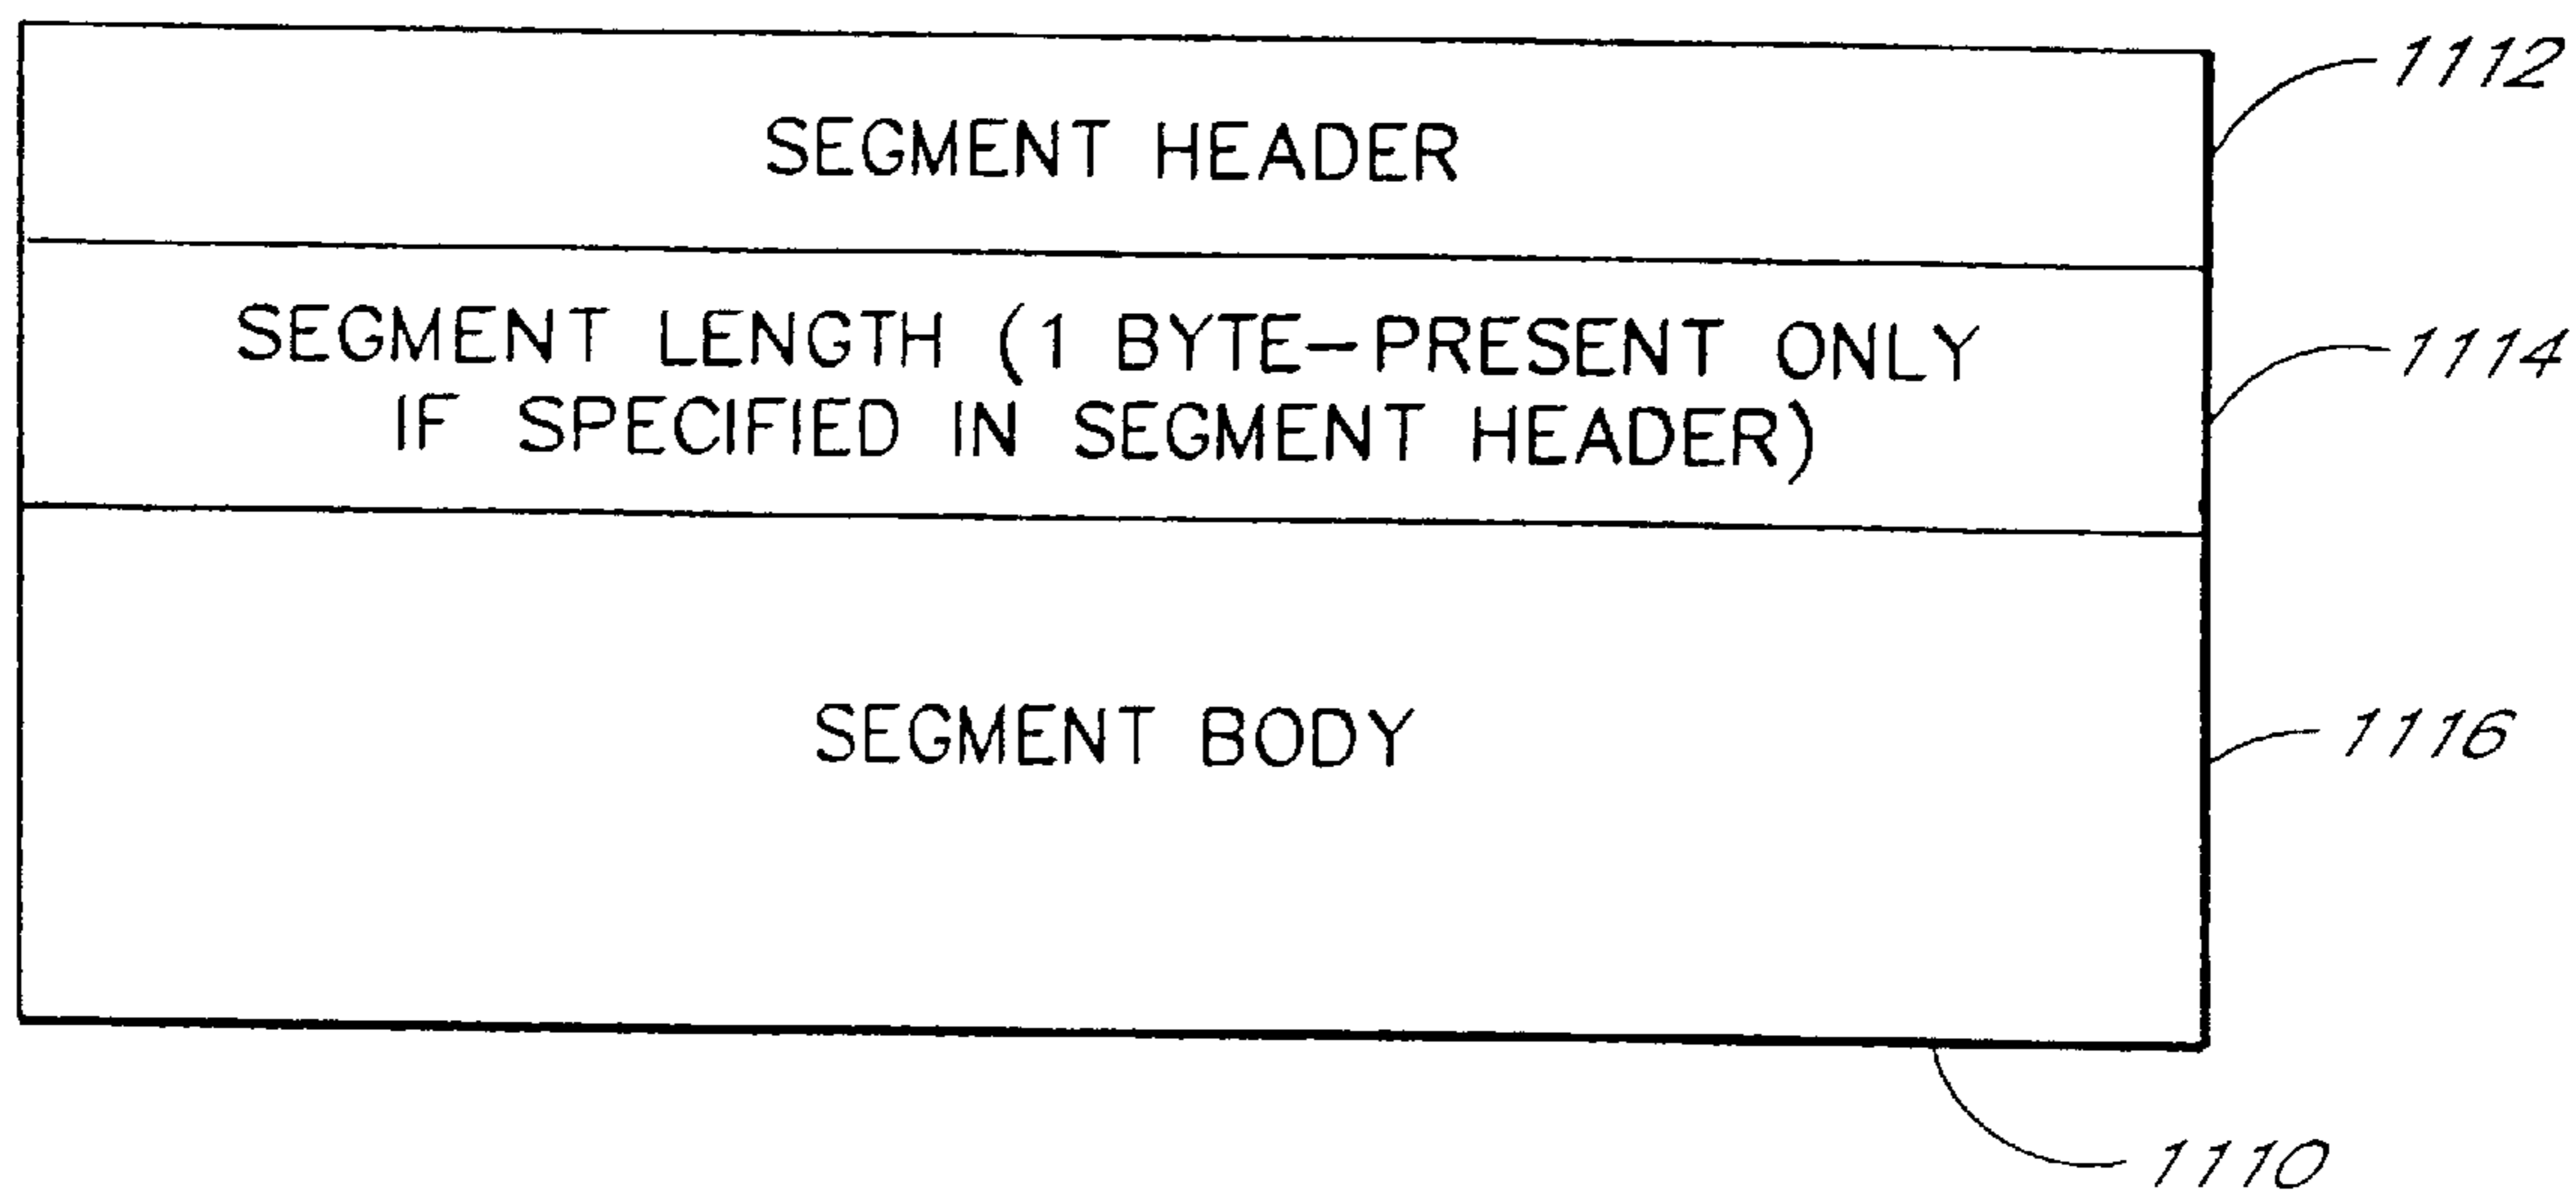 1112
SEGMENT HEADER
SEGMENT LENGTH (1 BYTE-PRESENT ONLY
1114
IF SPECIFIED IN SEGMENT HEADER)
SEGMENT BODY
1116
1110